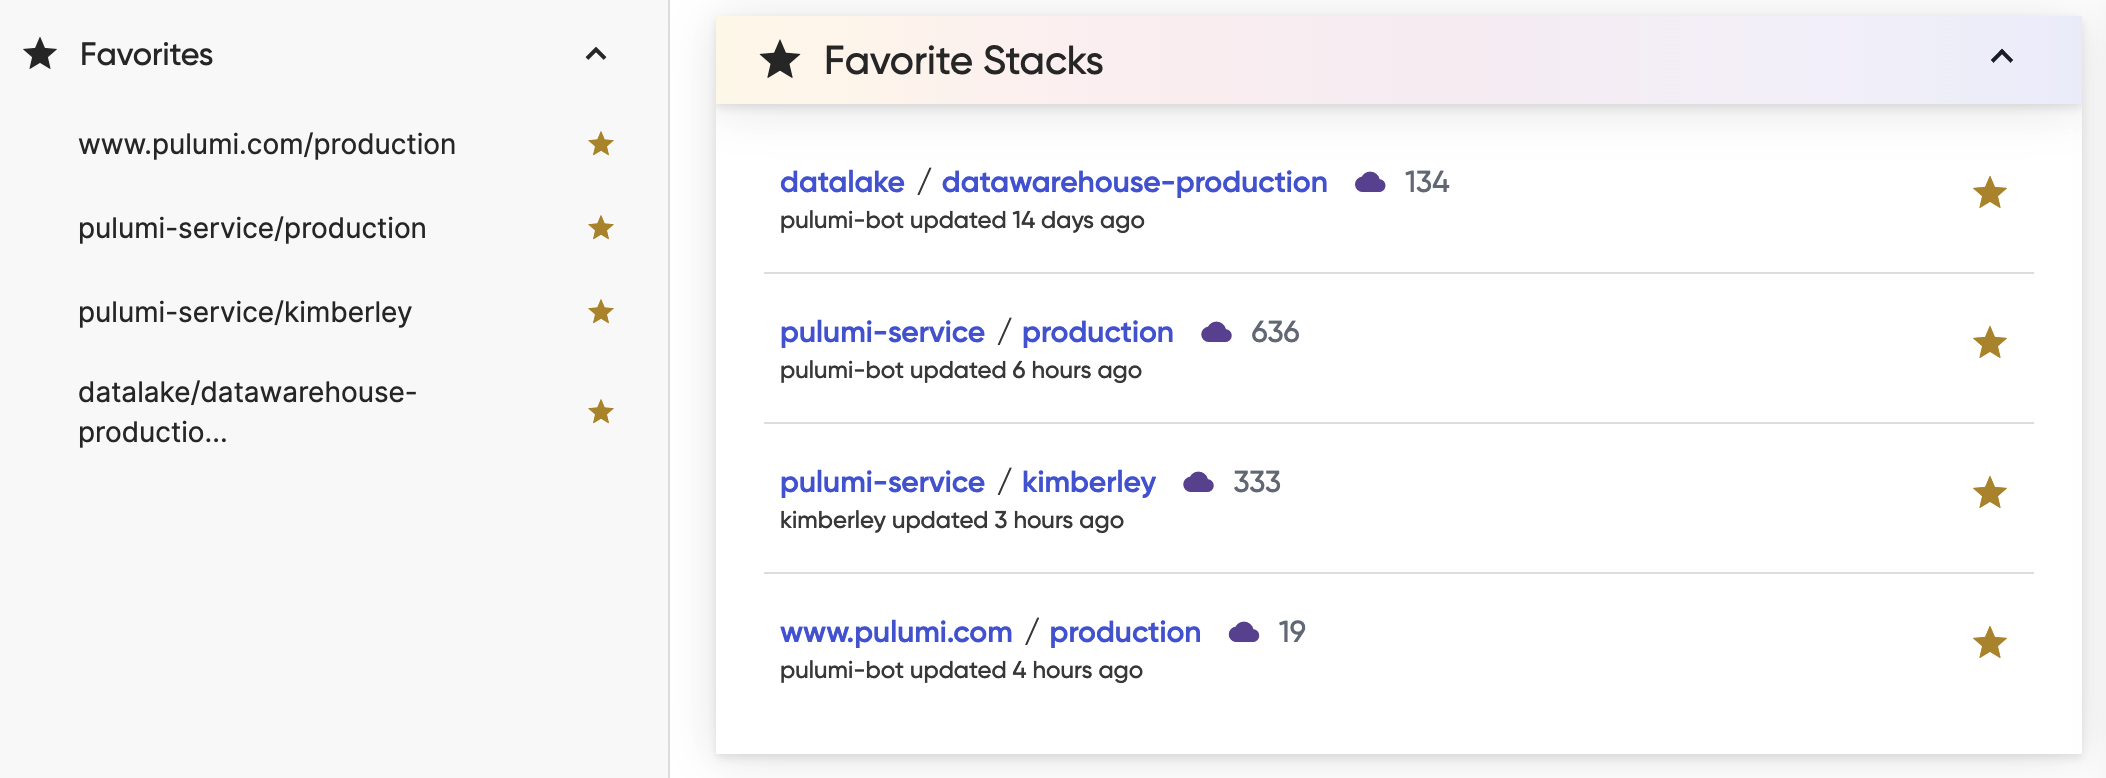 Favorites
www.pulumi.com/production
pulumi-service/production
pulumi-service/kimberley
datalake/datawarehouse-
productio...
Favorite Stacks
datalake / datawarehouse-production 134
pulumi-bot updated 14 days ago
pulumi-service / production 636
pulumi-bot updated 6 hours ago
pulumi-service / kimberley 333
kimberley updated 3 hours ago
www.pulumi.com / production 19
pulumi-bot updated 4 hours ago